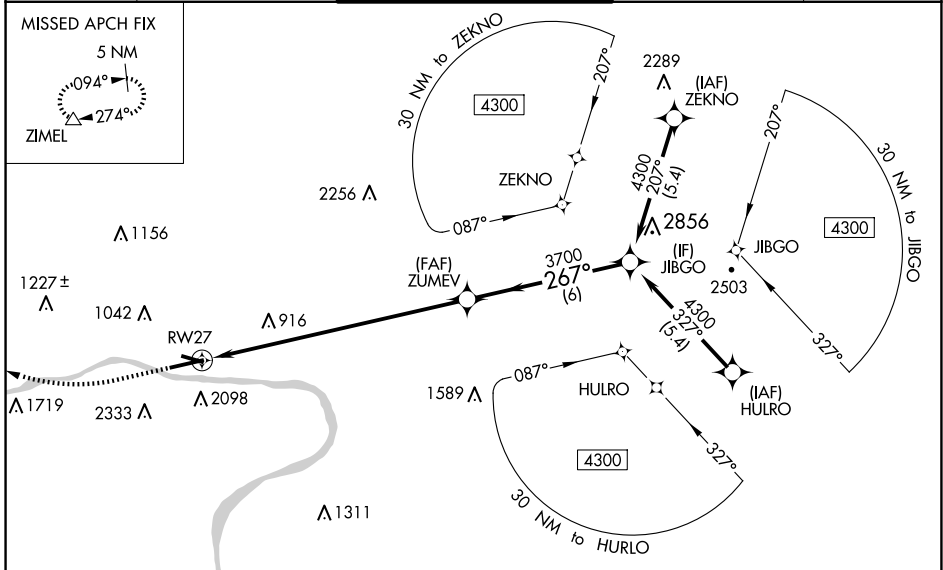 MISSED APCH FIX
5 NM
094°
274°
ZIMEL
30 NM to ZEKNO
4300
207°
ZEKNO
087°
2289
(IAF)
ZEKNO
4300
207°
(5.4)
207°
30 NM to JIBGO
4300
JIBGO
2503
327°
2256
2856
(IF)
JIBGO
3700
267°
(6)
(FAF)
ZUMEV
4300
327°
(5.4)
(IAF)
HULRO
1156
1227±
1042
916
RW27
1719
2333
2098
1589
087°
HULRO
327°
4300
30 NM to HURLO
1311